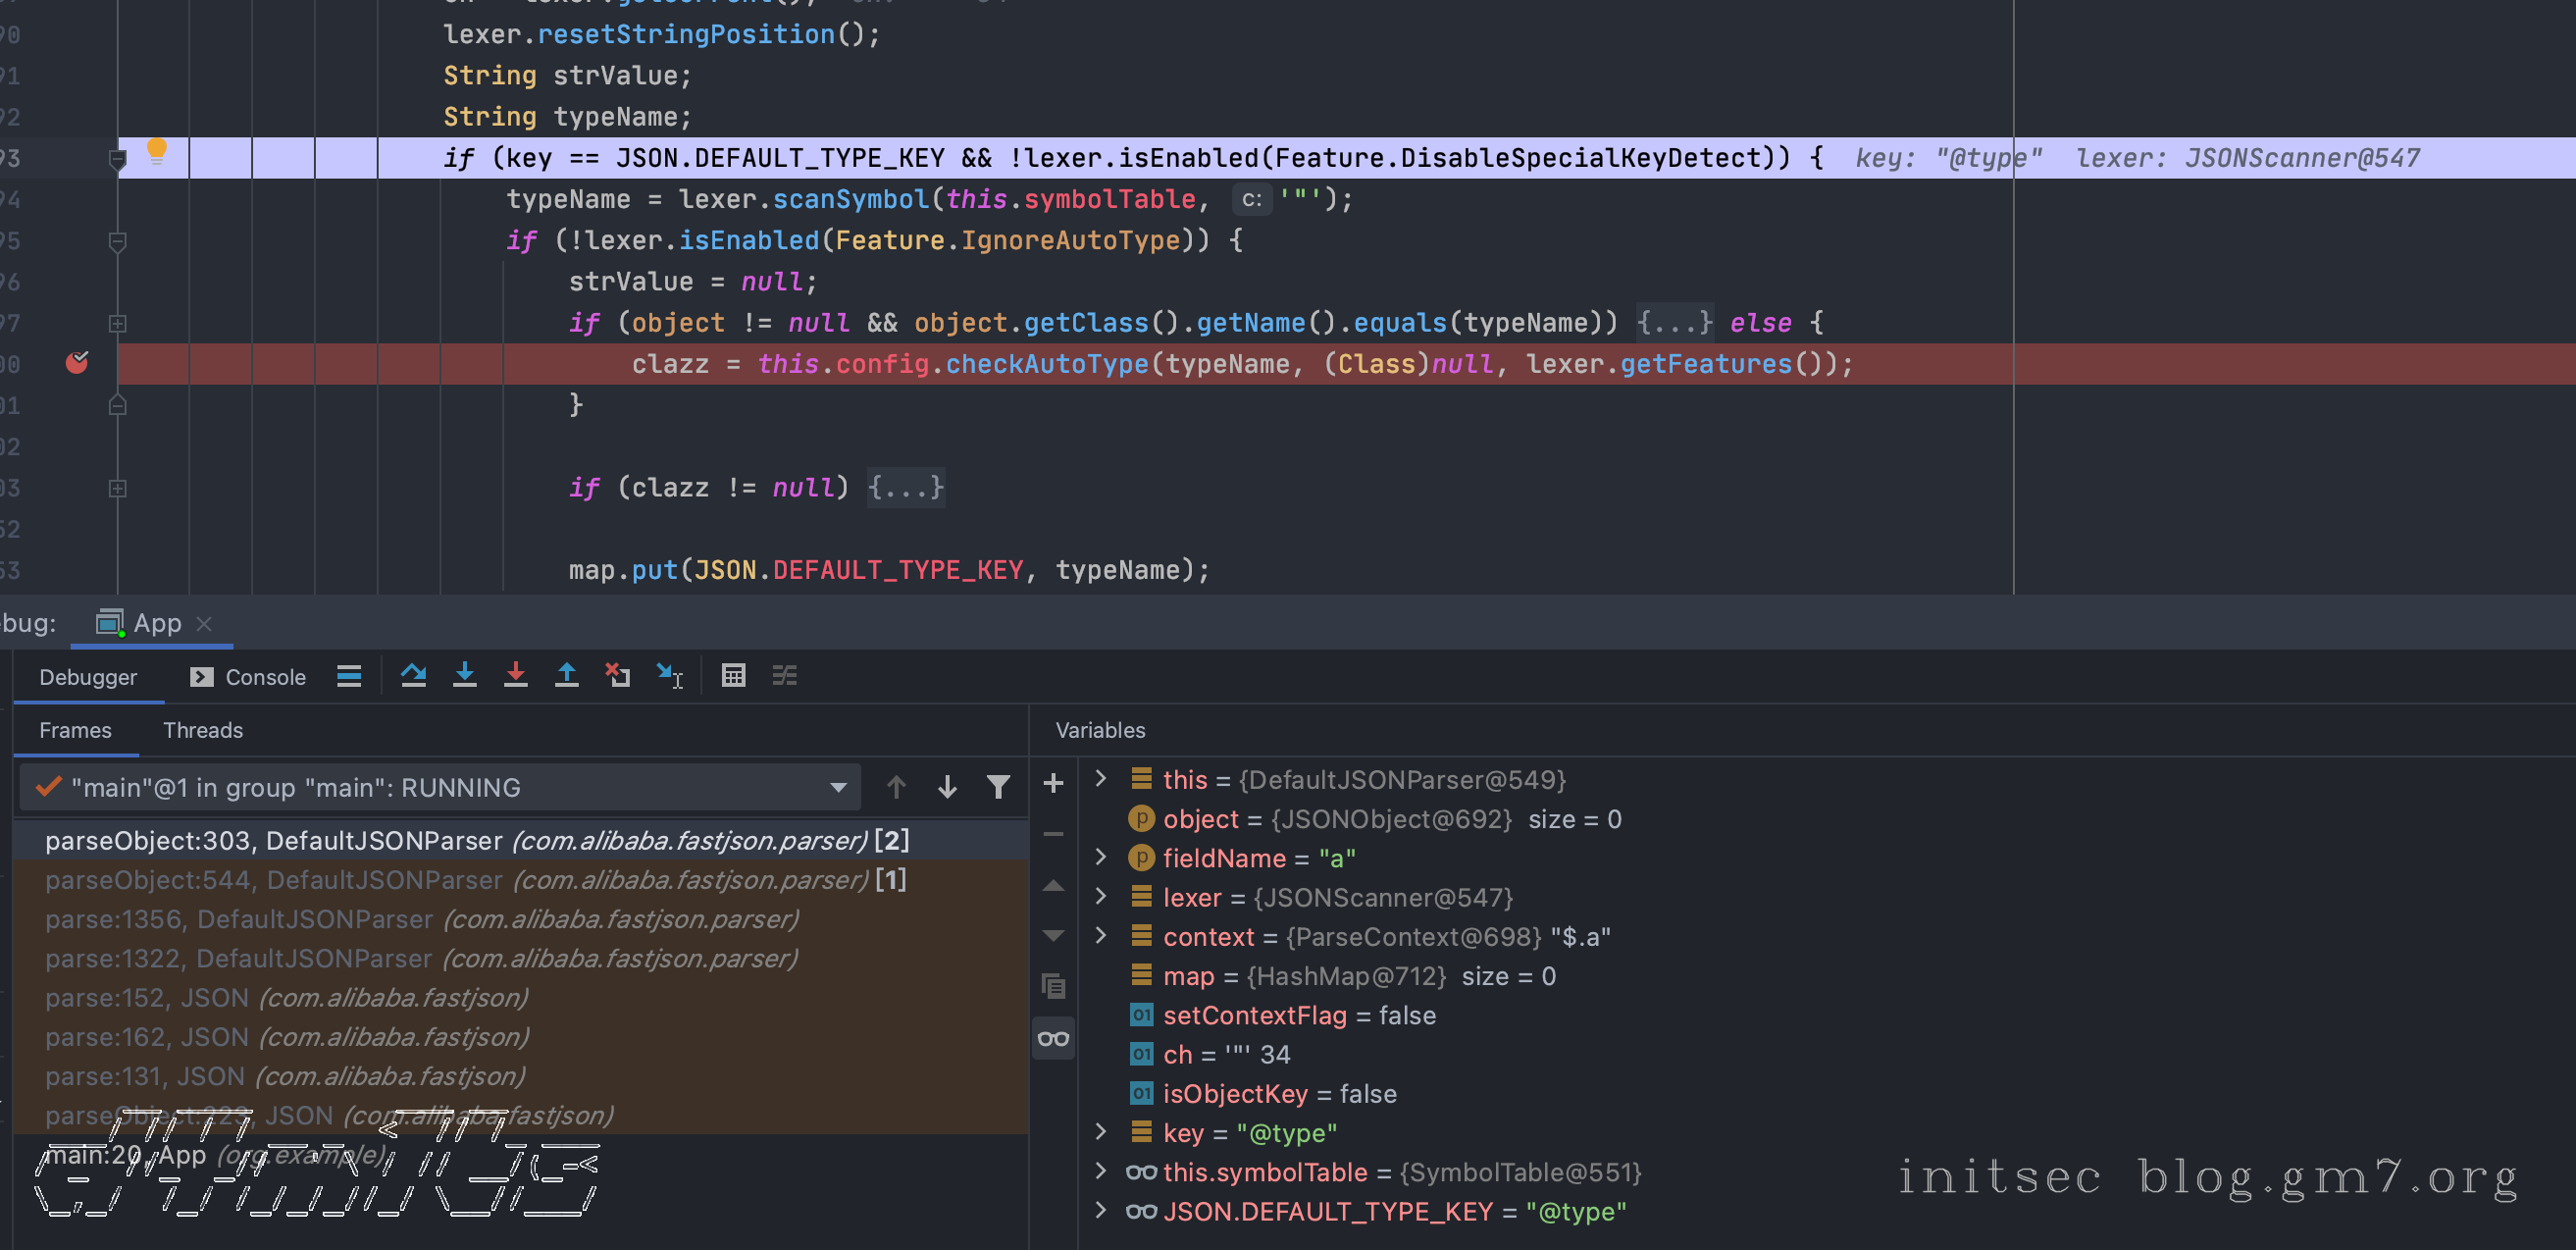 90 lexer.resetStringPosition();
91 String strValue;
92 String typeName;
93 if (key == JSON.DEFAULT_TYPE_KEY && !lexer.isEnabled(Feature.DisableSpecialKeyDetect)) { key: "@type" lexer: JSONScanner@547
94 typeName = lexer.scanSymbol(this.symbolTable, c: '"');
95 if (!lexer.isEnabled(Feature.IgnoreAutoType)) {
96 strValue = null;
97 if (object != null && object.getClass().getName().equals(typeName)) {...} else {
00 clazz = this.config.checkAutoType(typeName, (Class)null, lexer.getFeatures());
01 }
02
03 if (clazz != null) {...}
52
53 map.put(JSON.DEFAULT_TYPE_KEY, typeName);
bug: App
Debugger Console
Frames Threads Variables
"main"@1 in group "main": RUNNING
parseObject:303, DefaultJSONParser (com.alibaba.fastjson.parser) [2]
parseObject:544, DefaultJSONParser (com.alibaba.fastjson.parser) [1]
parse:1356, DefaultJSONParser (com.alibaba.fastjson.parser)
parse:1322, DefaultJSONParser (com.alibaba.fastjson.parser)
parse:152, JSON (com.alibaba.fastjson)
parse:162, JSON (com.alibaba.fastjson)
parse:131, JSON (com.alibaba.fastjson)
parseObject:223, JSON (com.alibaba.fastjson)
main:20, App (org.example)
this = {DefaultJSONParser@549}
object = {JSONObject@692} size = 0
fieldName = "a"
lexer = {JSONScanner@547}
context = {ParseContext@698} "$.a"
map = {HashMap@712} size = 0
setContextFlag = false
ch = '"' 34
isObjectKey = false
key = "@type"
this.symbolTable = {SymbolTable@551}
JSON.DEFAULT_TYPE_KEY = "@type"
initsec blog.gm7.org